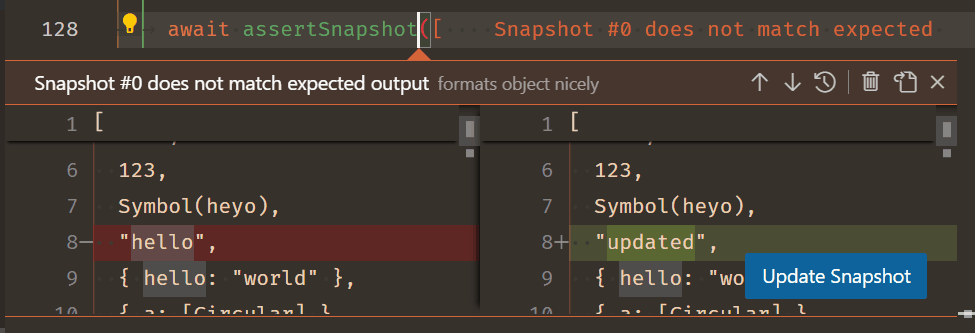 128 await assertSnapshot([ Snapshot #0 does not match expected
Snapshot #0 does not match expected output formats object nicely
1 [
6 123,
7 Symbol(heyo),
8— "hello",
9 { hello: "world" },
10 { a: [Circular] }
1 [
6 123,
7 Symbol(heyo),
8+ "updated",
9 { hello: "wo
10 { a: [Circular] }
Update Snapshot